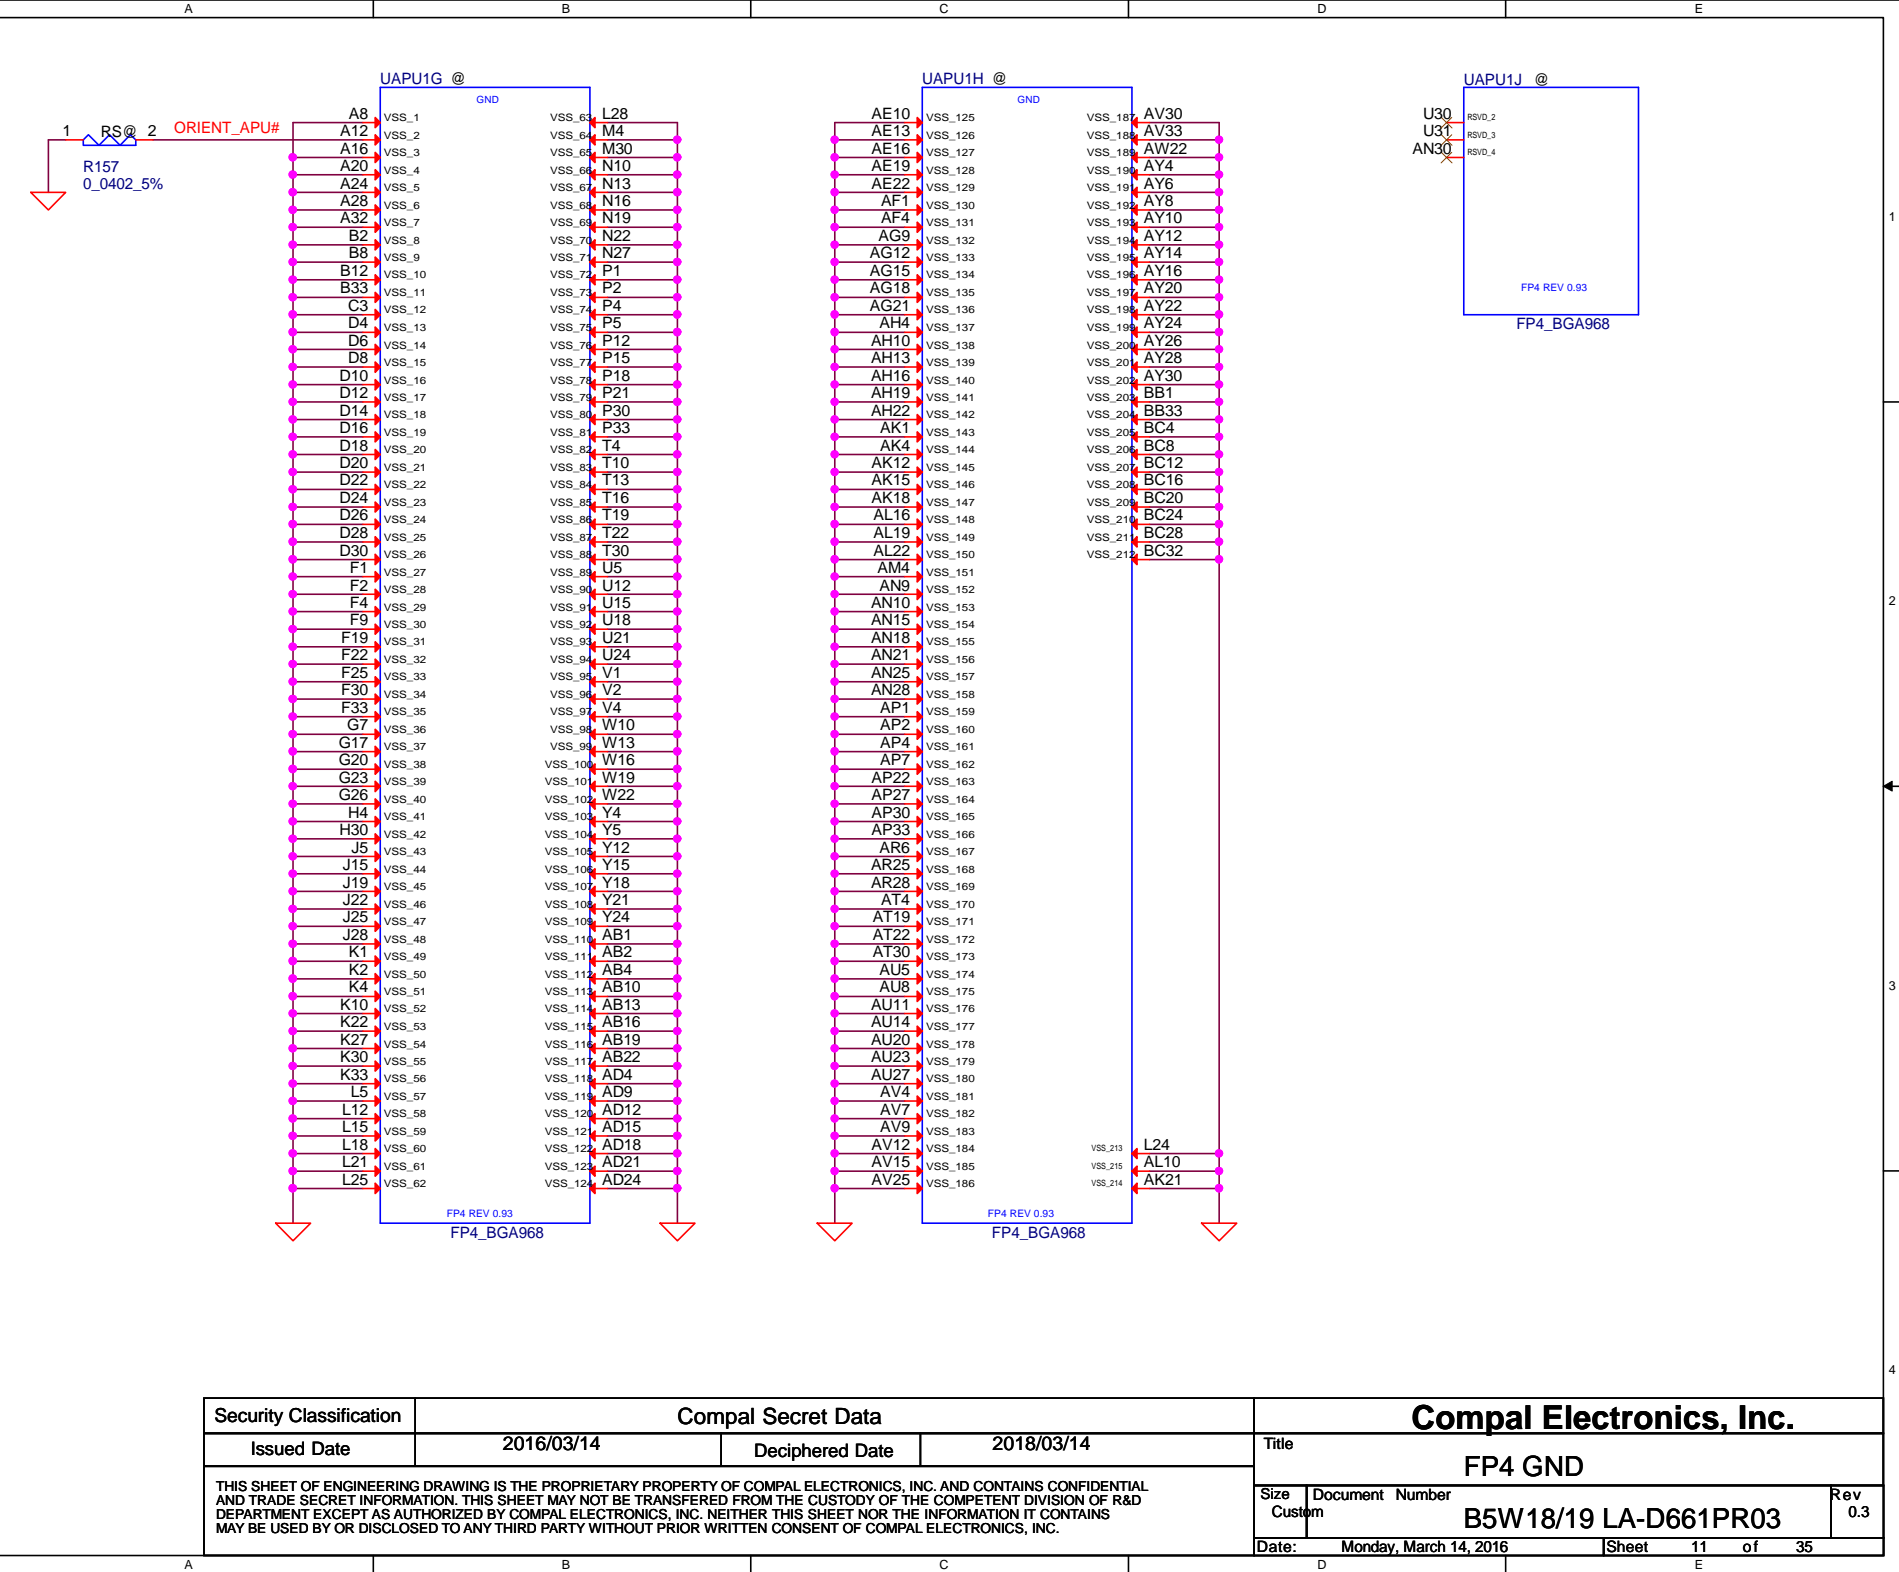 A B C D E
UAPU1G @
GND
1 RS@ 2 ORIENT_APU#
R157
0_0402_5%
A8 VSS_1 VSS_63 L28
A12 VSS_2 VSS_64 M4
A16 VSS_3 VSS_65 M30
A20 VSS_4 VSS_66 N10
A24 VSS_5 VSS_67 N13
A28 VSS_6 VSS_68 N16
A32 VSS_7 VSS_69 N19
B2 VSS_8 VSS_70 N22
B8 VSS_9 VSS_71 N27
B12 VSS_10 VSS_72 P1
B33 VSS_11 VSS_73 P2
C3 VSS_12 VSS_74 P4
D4 VSS_13 VSS_75 P5
D6 VSS_14 VSS_76 P12
D8 VSS_15 VSS_77 P15
D10 VSS_16 VSS_78 P18
D12 VSS_17 VSS_79 P21
D14 VSS_18 VSS_80 P30
D16 VSS_19 VSS_81 P33
D18 VSS_20 VSS_82 T4
D20 VSS_21 VSS_83 T10
D22 VSS_22 VSS_84 T13
D24 VSS_23 VSS_85 T16
D26 VSS_24 VSS_86 T19
D28 VSS_25 VSS_87 T22
D30 VSS_26 VSS_88 T30
F1 VSS_27 VSS_89 U5
F2 VSS_28 VSS_90 U12
F4 VSS_29 VSS_91 U15
F9 VSS_30 VSS_92 U18
F19 VSS_31 VSS_93 U21
F22 VSS_32 VSS_94 U24
F25 VSS_33 VSS_95 V1
F30 VSS_34 VSS_96 V2
F33 VSS_35 VSS_97 V4
G7 VSS_36 VSS_98 W10
G17 VSS_37 VSS_99 W13
G20 VSS_38 VSS_100 W16
G23 VSS_39 VSS_101 W19
G26 VSS_40 VSS_102 W22
H4 VSS_41 VSS_103 Y4
H30 VSS_42 VSS_104 Y5
J5 VSS_43 VSS_105 Y12
J15 VSS_44 VSS_106 Y15
J19 VSS_45 VSS_107 Y18
J22 VSS_46 VSS_108 Y21
J25 VSS_47 VSS_109 Y24
J28 VSS_48 VSS_110 AB1
K1 VSS_49 VSS_111 AB2
K2 VSS_50 VSS_112 AB4
K4 VSS_51 VSS_113 AB10
K10 VSS_52 VSS_114 AB13
K22 VSS_53 VSS_115 AB16
K27 VSS_54 VSS_116 AB19
K30 VSS_55 VSS_117 AB22
K33 VSS_56 VSS_118 AD4
L5 VSS_57 VSS_119 AD9
L12 VSS_58 VSS_120 AD12
L15 VSS_59 VSS_121 AD15
L18 VSS_60 VSS_122 AD18
L21 VSS_61 VSS_123 AD21
L25 VSS_62 VSS_124 AD24
FP4 REV 0.93
FP4_BGA968
UAPU1H @
GND
AE10 VSS_125 VSS_187 AV30
AE13 VSS_126 VSS_188 AV33
AE16 VSS_127 VSS_189 AW22
AE19 VSS_128 VSS_190 AY4
AE22 VSS_129 VSS_191 AY6
AF1 VSS_130 VSS_192 AY8
AF4 VSS_131 VSS_193 AY10
AG9 VSS_132 VSS_194 AY12
AG12 VSS_133 VSS_195 AY14
AG15 VSS_134 VSS_196 AY16
AG18 VSS_135 VSS_197 AY20
AG21 VSS_136 VSS_198 AY22
AH4 VSS_137 VSS_199 AY24
AH10 VSS_138 VSS_200 AY26
AH13 VSS_139 VSS_201 AY28
AH16 VSS_140 VSS_202 AY30
AH19 VSS_141 VSS_203 BB1
AH22 VSS_142 VSS_204 BB33
AK1 VSS_143 VSS_205 BC4
AK4 VSS_144 VSS_206 BC8
AK12 VSS_145 VSS_207 BC12
AK15 VSS_146 VSS_208 BC16
AK18 VSS_147 VSS_209 BC20
AL16 VSS_148 VSS_210 BC24
AL19 VSS_149 VSS_211 BC28
AL22 VSS_150 VSS_212 BC32
AM4 VSS_151
AN9 VSS_152
AN10 VSS_153
AN15 VSS_154
AN18 VSS_155
AN21 VSS_156
AN25 VSS_157
AN28 VSS_158
AP1 VSS_159
AP2 VSS_160
AP4 VSS_161
AP7 VSS_162
AP22 VSS_163
AP27 VSS_164
AP30 VSS_165
AP33 VSS_166
AR6 VSS_167
AR25 VSS_168
AR28 VSS_169
AT4 VSS_170
AT19 VSS_171
AT22 VSS_172
AT30 VSS_173
AU5 VSS_174
AU8 VSS_175
AU11 VSS_176
AU14 VSS_177
AU20 VSS_178
AU23 VSS_179
AU27 VSS_180
AV4 VSS_181
AV7 VSS_182
AV9 VSS_183
AV12 VSS_184 VSS_213 L24
AV15 VSS_185 VSS_215 AL10
AV25 VSS_186 VSS_214 AK21
FP4 REV 0.93
FP4_BGA968
UAPU1J @
U30 RSVD_2
U31 RSVD_3
AN30 RSVD_4
FP4 REV 0.93
FP4_BGA968
1
2
3
4
Security Classification Compal Secret Data
Issued Date 2016/03/14 Deciphered Date 2018/03/14
THIS SHEET OF ENGINEERING DRAWING IS THE PROPRIETARY PROPERTY OF COMPAL ELECTRONICS, INC. AND CONTAINS CONFIDENTIAL
AND TRADE SECRET INFORMATION. THIS SHEET MAY NOT BE TRANSFERED FROM THE CUSTODY OF THE COMPETENT DIVISION OF R&D
DEPARTMENT EXCEPT AS AUTHORIZED BY COMPAL ELECTRONICS, INC. NEITHER THIS SHEET NOR THE INFORMATION IT CONTAINS
MAY BE USED BY OR DISCLOSED TO ANY THIRD PARTY WITHOUT PRIOR WRITTEN CONSENT OF COMPAL ELECTRONICS, INC.
Compal Electronics, Inc.
Title
FP4 GND
Size Document Number Rev
Custom B5W18/19 LA-D661PR03 0.3
Date: Monday, March 14, 2016 Sheet 11 of 35
A B C D E